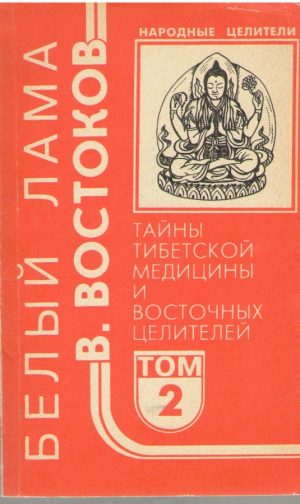 НАРОДНЫЕ ЦЕЛИТЕЛИ
БЕЛЫЙ ЛАМА
В. ВОСТОКОВ
ТАЙНЫ
ТИБЕТСКОЙ
МЕДИЦИНЫ
И
ВОСТОЧНЫХ
ЦЕЛИТЕЛЕЙ
ТОМ
2